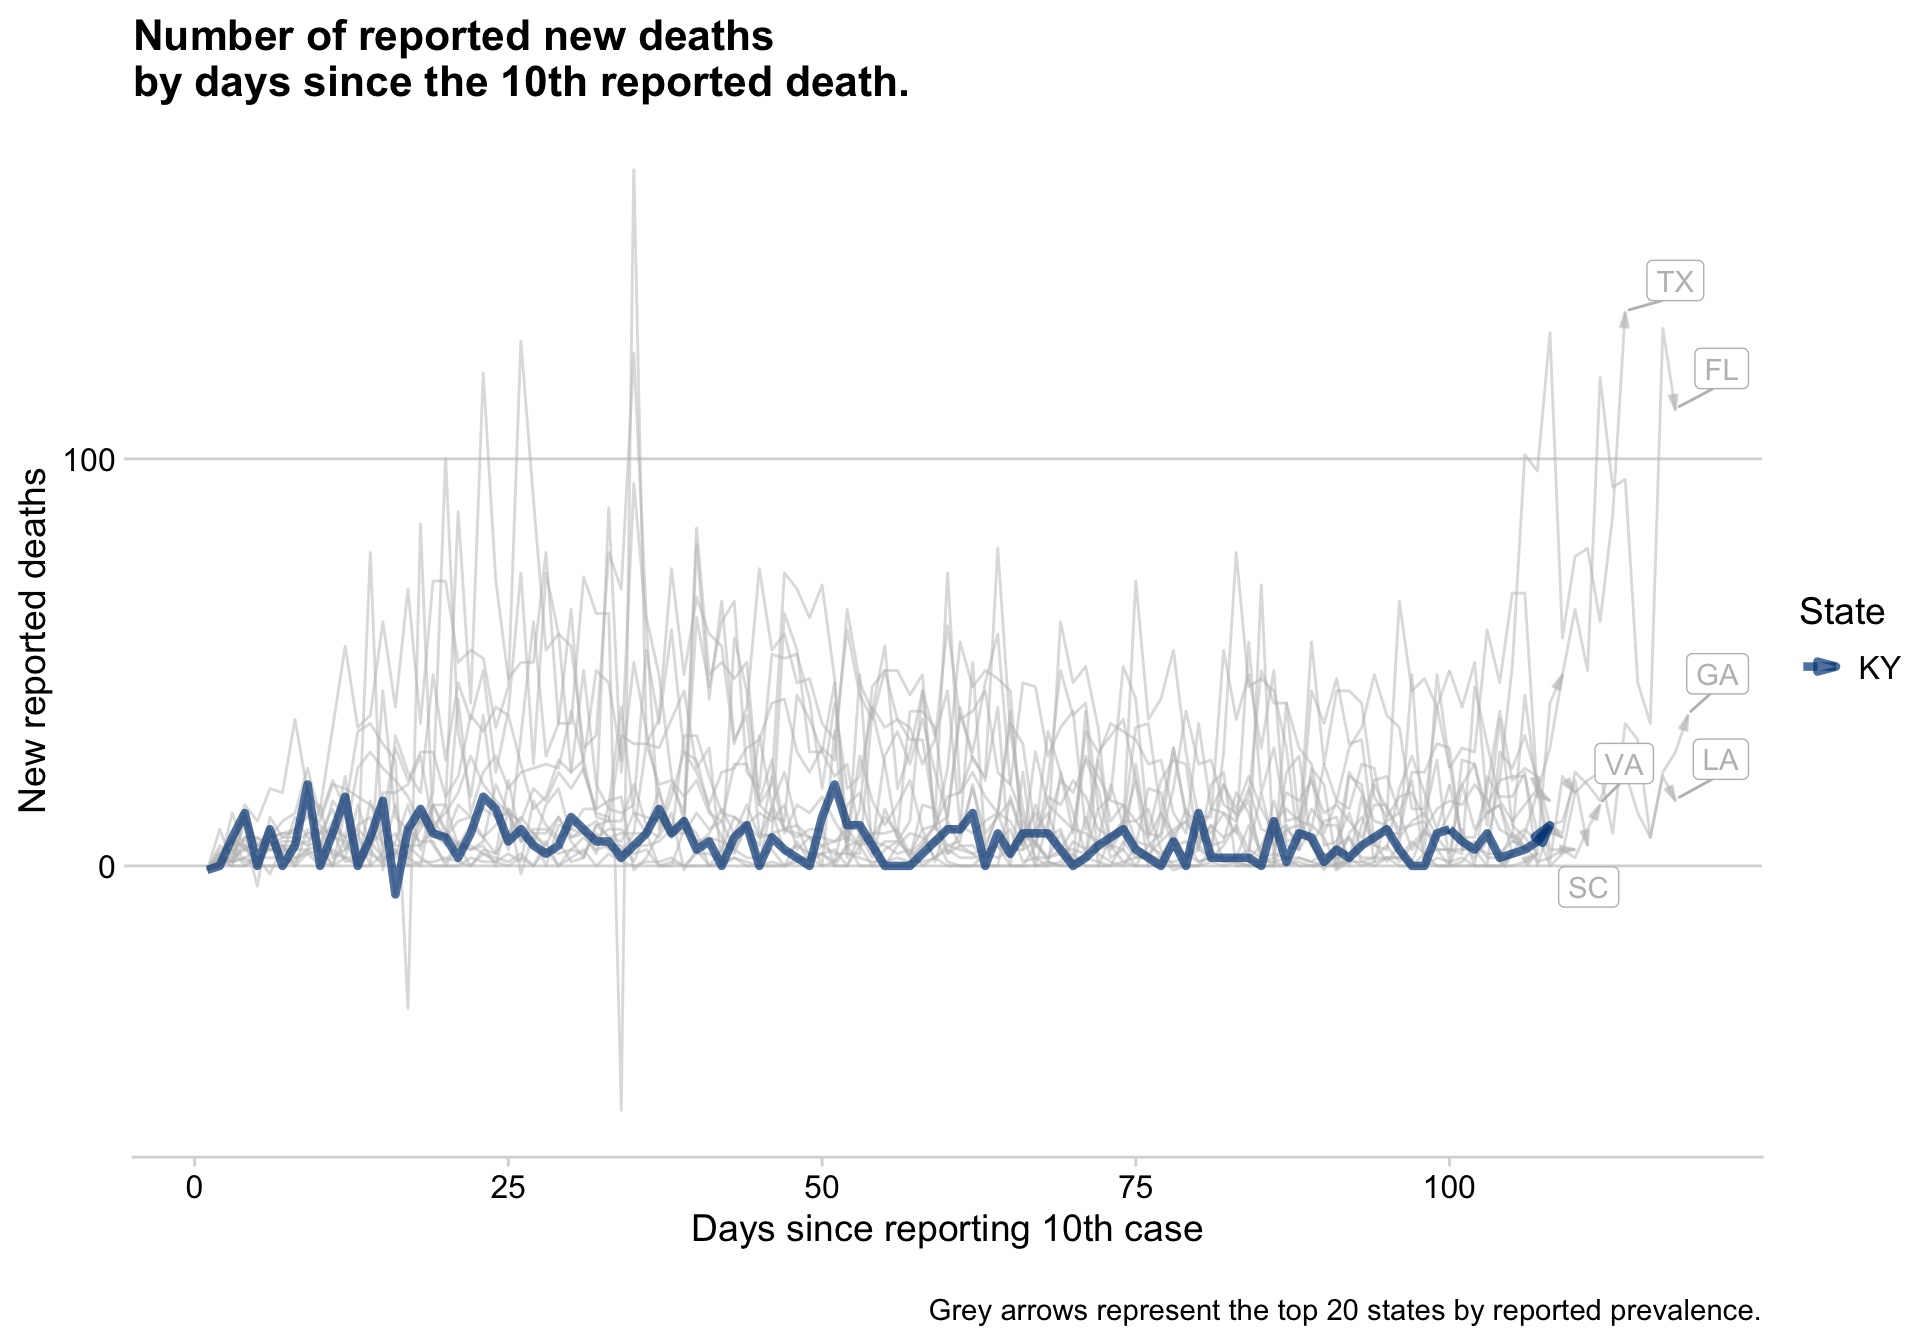 Number of reported new deaths
by days since the 10th reported death.
TX
FL
100
GA
New reported deaths
State
KY
VA
LA
0
SC
0 25 50 75 100
Days since reporting 10th case
Grey arrows represent the top 20 states by reported prevalence.